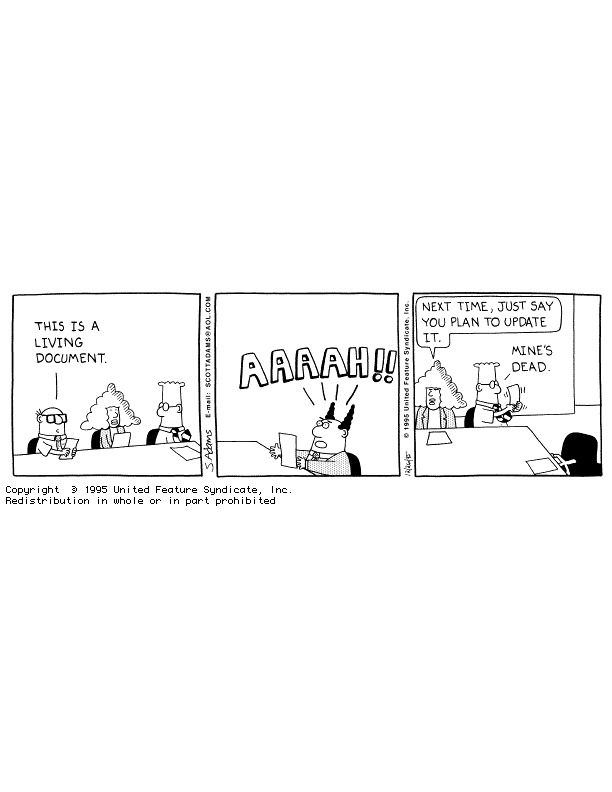 THIS IS A
LIVING
DOCUMENT.
S.Adams
E-mail: SCOTTADAMS@AOL.COM
AAAAAH!!
© 1995 United Feature Syndicate, Inc.
NEXT TIME, JUST SAY
YOU PLAN TO UPDATE
IT.
MINE'S
DEAD.
Copyright © 1995 United Feature Syndicate, Inc.
Redistribution in whole or in part prohibited